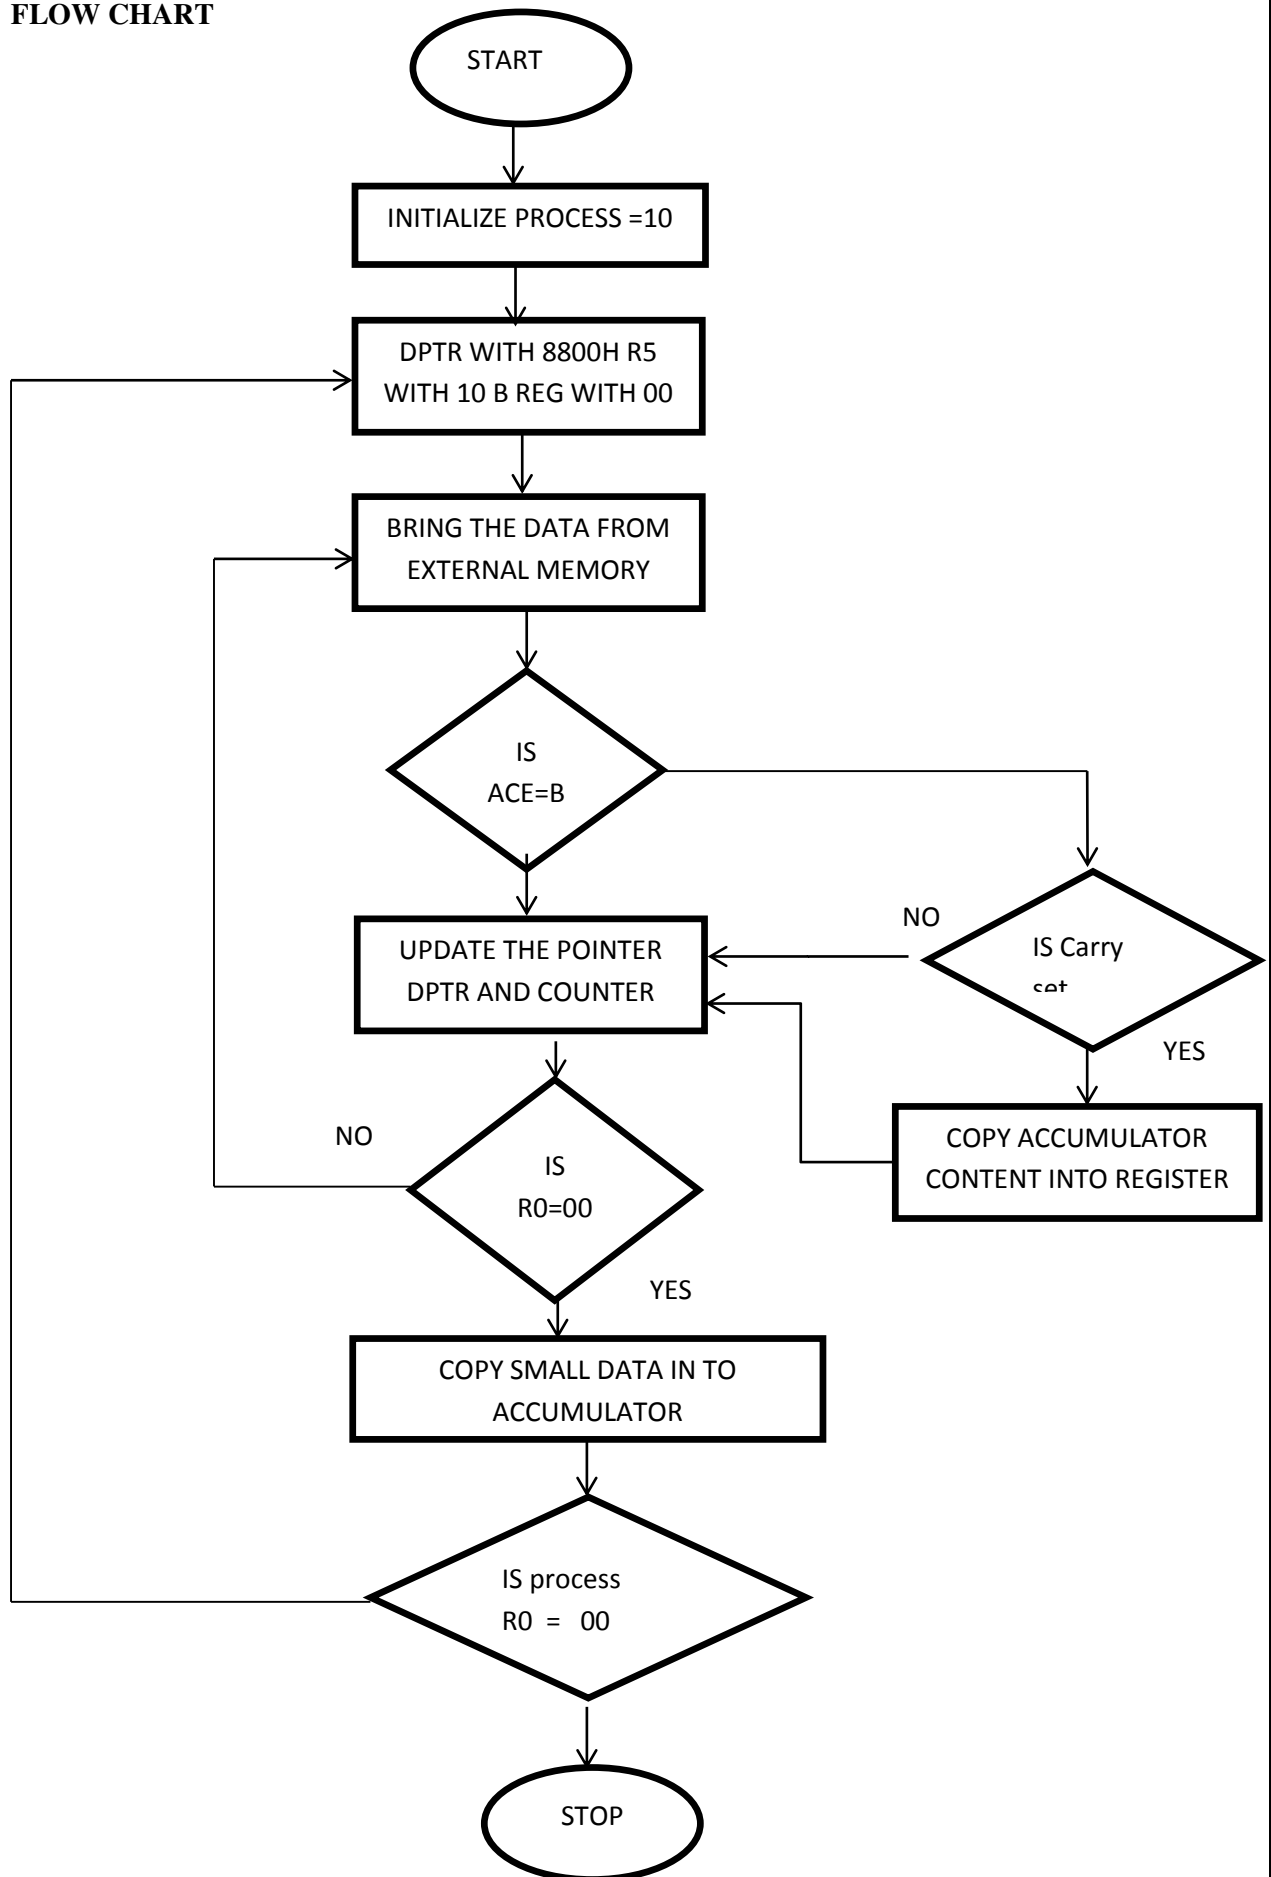 FLOW CHART
START
INITIALIZE PROCESS =10
DPTR WITH 8800H R5
WITH 10 B REG WITH 00
BRING THE DATA FROM
EXTERNAL MEMORY
IS
ACE=B
NO
IS Carry
set
UPDATE THE POINTER
DPTR AND COUNTER
YES
COPY ACCUMULATOR
CONTENT INTO REGISTER
NO
IS
R0=00
YES
COPY SMALL DATA IN TO
ACCUMULATOR
IS process
R0 = 00
STOP